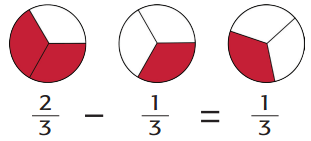 2/3 − 1/3 = 1/3